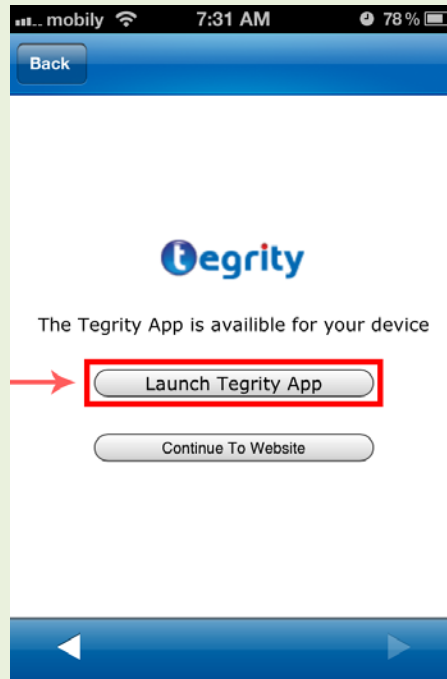 mobily 7:31 AM 78%
Back
tegrity
The Tegrity App is availible for your device
Launch Tegrity App
Continue To Website